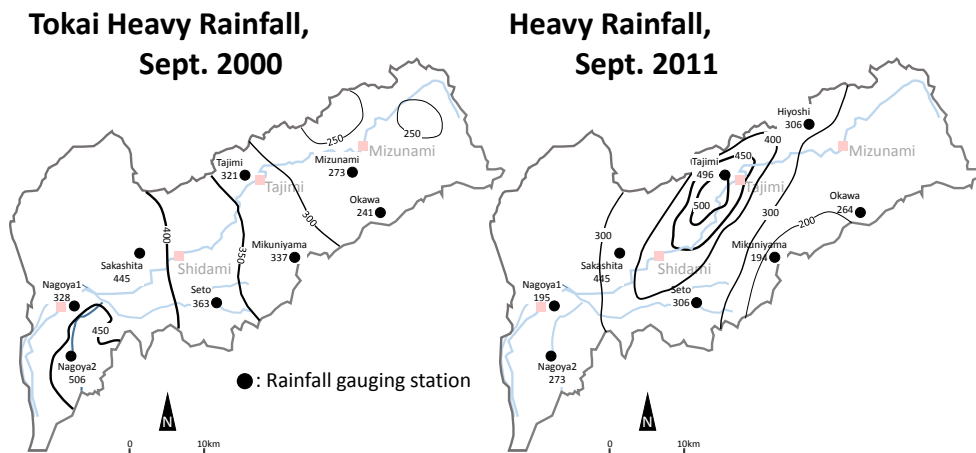 Tokai Heavy Rainfall,
Sept. 2000
250
250
Tajimi
321
Tajimi
Mizunami
273
Mizunami
Okawa
241
300
400
350
Mikuniyama
337
Sakashita
445
Shidami
Nagoya1
328
Seto
363
450
Nagoya2
506
● : Rainfall gauging station
N
0 10km
Heavy Rainfall,
Sept. 2011
Hiyoshi
306
400
450
Tajimi
496
Tajimi
Mizunami
500
300
200
Okawa
264
300
Mikuniyama
194
Sakashita
445
Shidami
Nagoya1
195
Seto
306
Nagoya2
273
N
0 10km